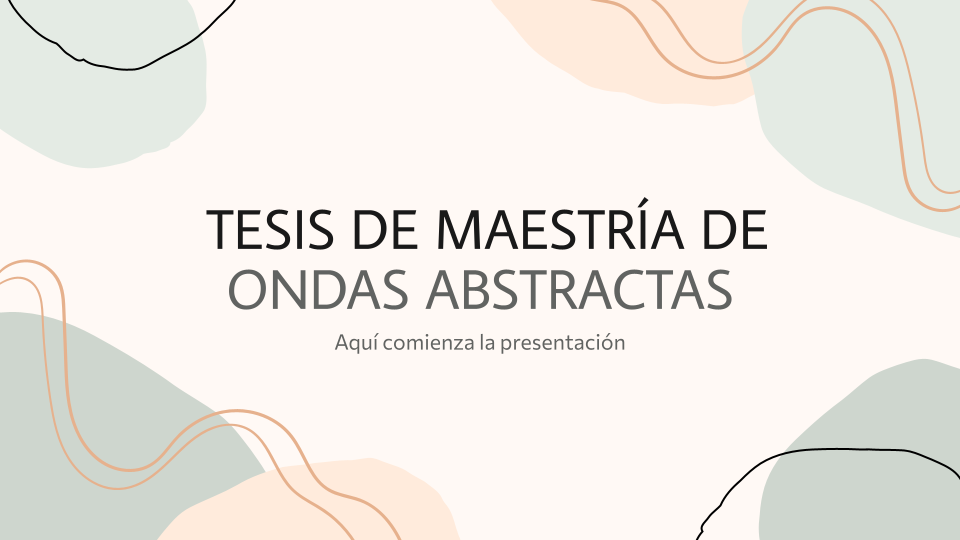 TESIS DE MAESTRÍA DE
ONDAS ABSTRACTAS
Aquí comienza la presentación